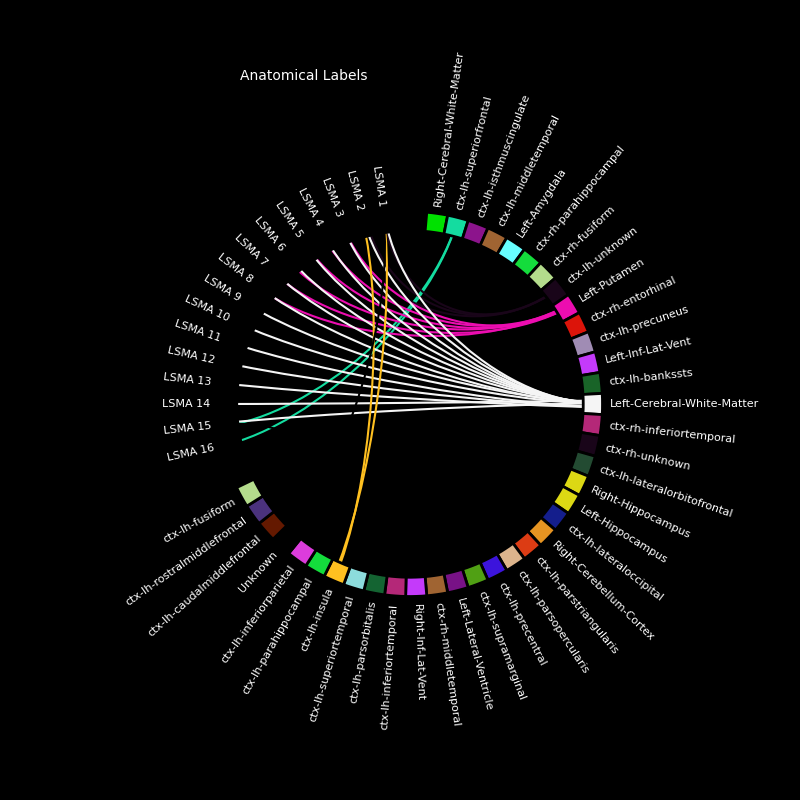 Anatomical Labels
LSMA 1
LSMA 2
LSMA 3
LSMA 4
LSMA 5
LSMA 6
LSMA 7
LSMA 8
LSMA 9
LSMA 10
LSMA 11
LSMA 12
LSMA 13
LSMA 14
LSMA 15
LSMA 16
Right-Cerebral-White-Matter
ctx-lh-superiorfrontal
ctx-lh-isthmuscingulate
ctx-lh-middletemporal
Left-Amygdala
ctx-rh-parahippocampal
ctx-rh-fusiform
ctx-lh-unknown
Left-Putamen
ctx-rh-entorhinal
ctx-lh-precuneus
Left-Inf-Lat-Vent
ctx-lh-bankssts
Left-Cerebral-White-Matter
ctx-rh-inferiortemporal
ctx-rh-unknown
ctx-lh-lateralorbitofrontal
Right-Hippocampus
Left-Hippocampus
ctx-lh-lateraloccipital
Right-Cerebellum-Cortex
ctx-lh-parstriangularis
ctx-lh-parsopercularis
ctx-lh-precentral
ctx-lh-supramarginal
Left-Lateral-Ventricle
ctx-rh-middletemporal
Right-Inf-Lat-Vent
ctx-lh-inferiortemporal
ctx-lh-parsorbitalis
ctx-lh-superiortemporal
ctx-lh-insula
ctx-lh-parahippocampal
ctx-lh-inferiorparietal
Unknown
ctx-lh-caudalmiddlefrontal
ctx-lh-rostralmiddlefrontal
ctx-lh-fusiform